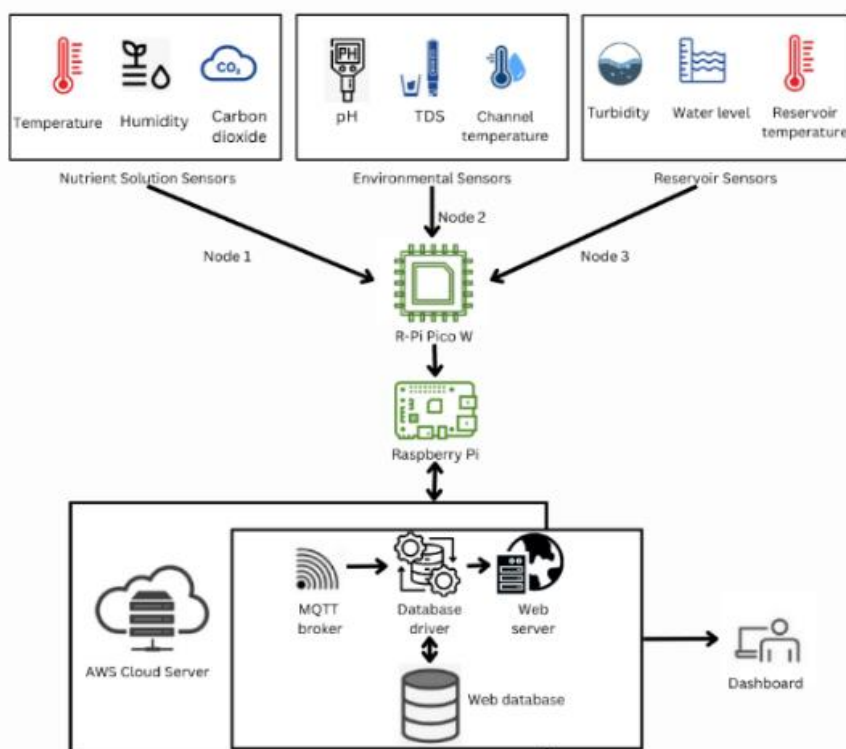 Temperature
Humidity
CO₂
Carbon
dioxide
PH
pH
TDS
Channel
temperature
Turbidity
Water level
Reservoir
temperature
Nutrient Solution Sensors
Environmental Sensors
Reservoir Sensors
Node 1
Node 2
Node 3
R-Pi Pico W
Raspberry Pi
AWS Cloud Server
MQTT
broker
Database
driver
Web
server
Web database
Dashboard